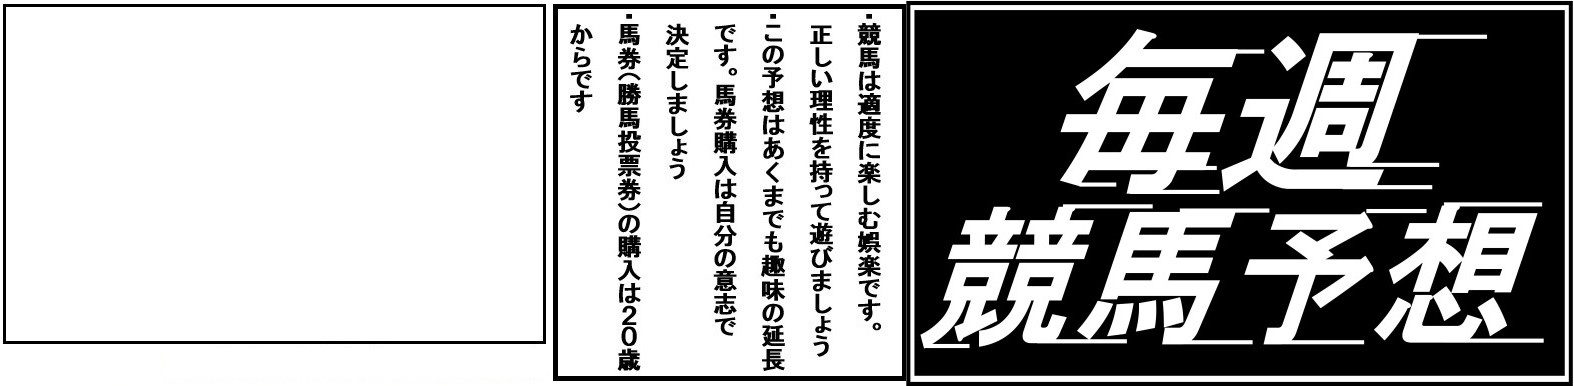 毎週
競馬予想
・競馬は適度に楽しむ娯楽です。
正しい理性を持って遊びましょう
・この予想はあくまでも趣味の延長
です。馬券購入は自分の意志で
決定しましょう
・馬券(勝馬投票券)の購入は20歳
からです